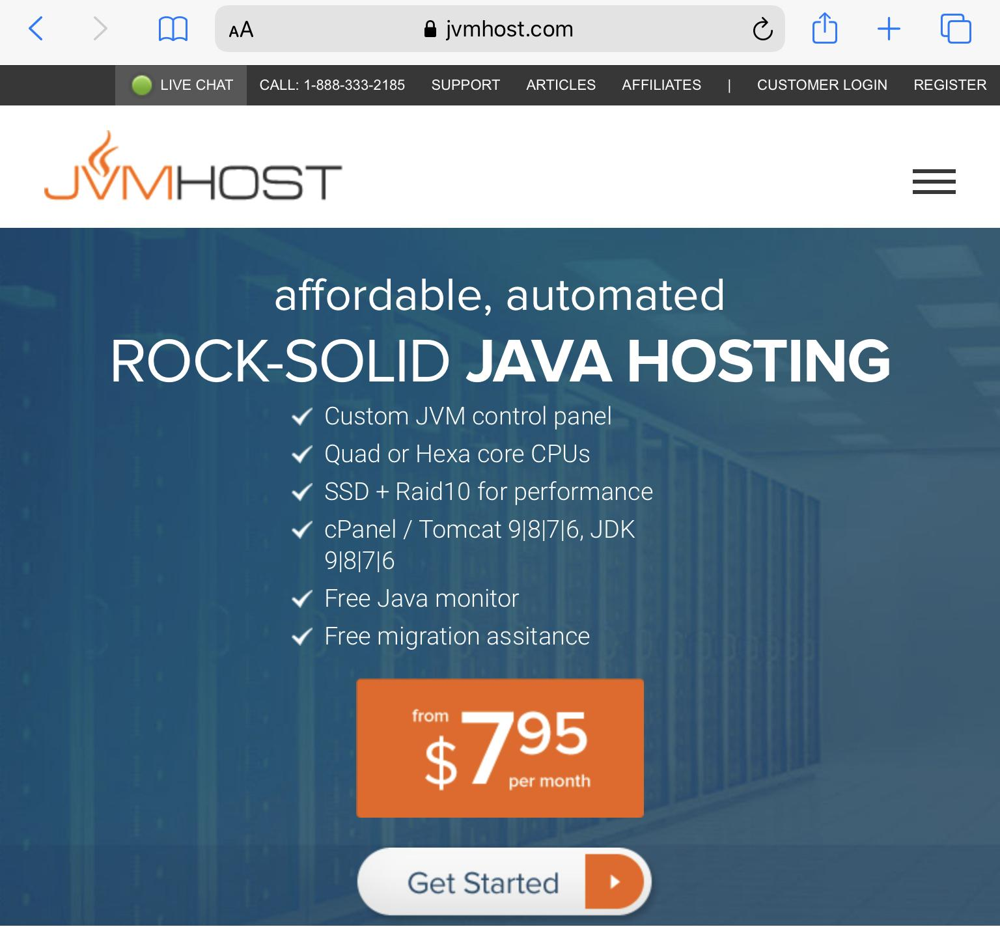 AA jvmhost.com
LIVE CHAT CALL: 1-888-333-2185 SUPPORT ARTICLES AFFILIATES | CUSTOMER LOGIN REGISTER
JVMHOST
affordable, automated
ROCK-SOLID JAVA HOSTING
Custom JVM control panel
Quad or Hexa core CPUs
SSD + Raid10 for performance
cPanel / Tomcat 9|8|7|6, JDK
9|8|7|6
Free Java monitor
Free migration assitance
from
$795
per month
Get Started